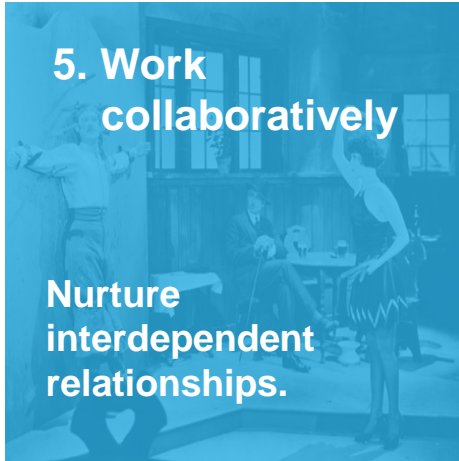 5. Work
collaboratively
Nurture
interdependent
relationships.